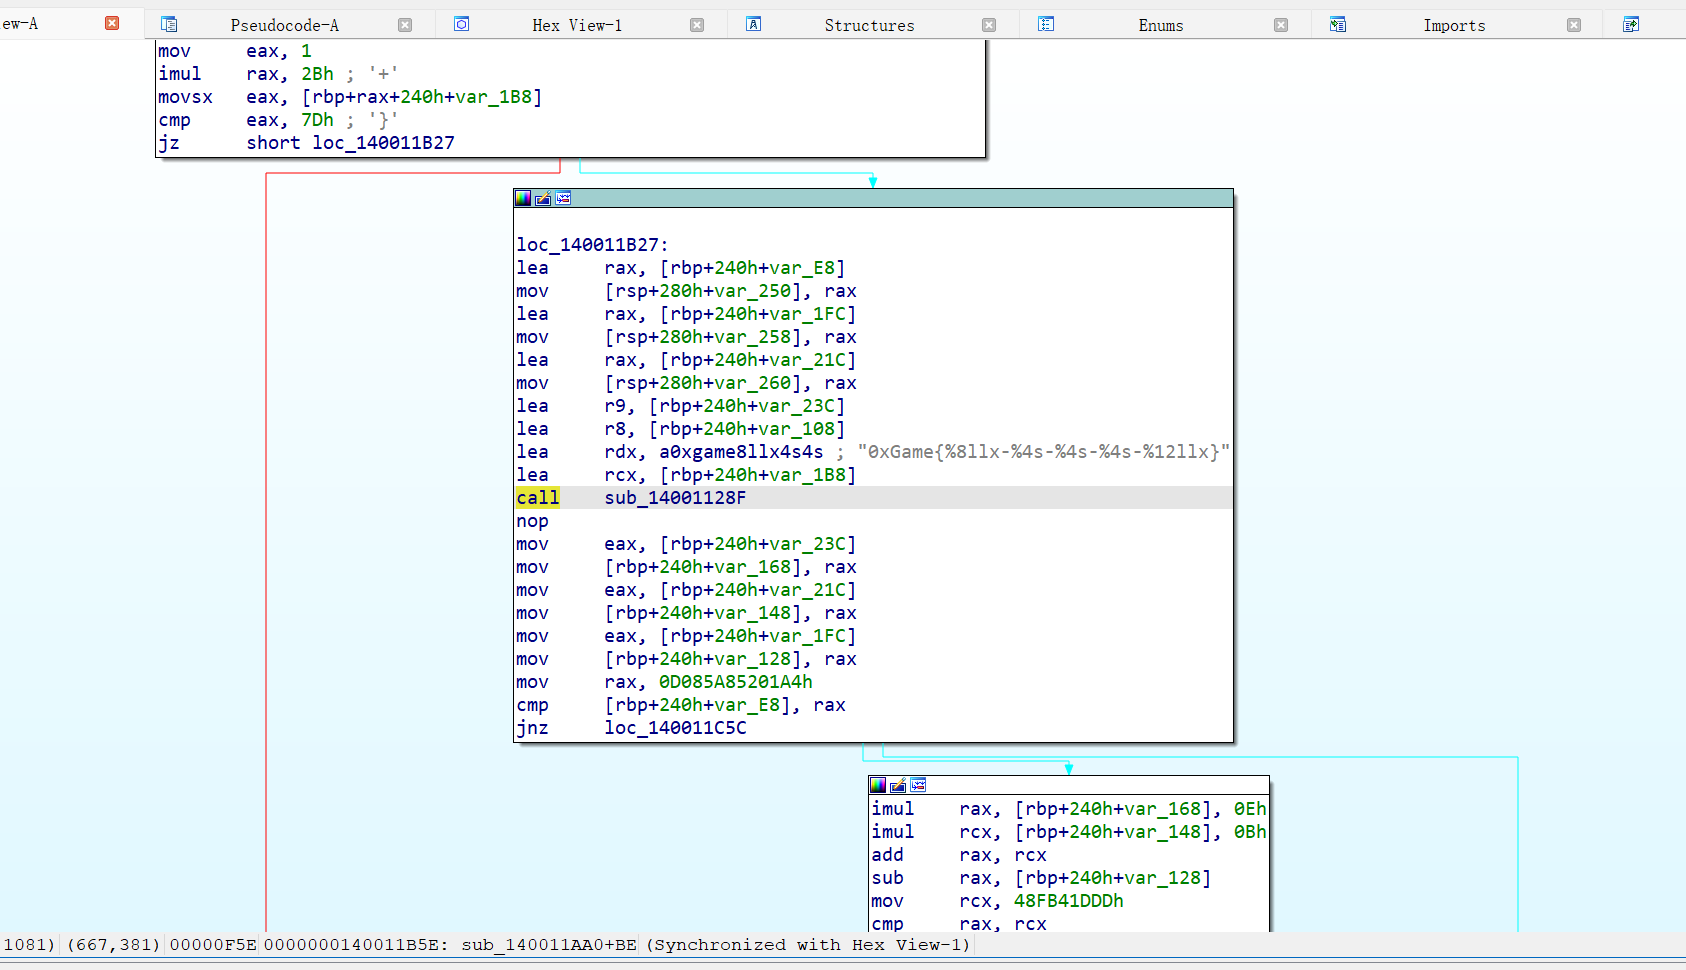 ew-A Pseudocode-A Hex View-1 Structures Enums Imports
mov eax, 1
imul rax, 2Bh ; '+'
movsx eax, [rbp+rax+240h+var_1B8]
cmp eax, 7Dh ; '}'
jz short loc_140011B27
loc_140011B27:
lea rax, [rbp+240h+var_E8]
mov [rsp+280h+var_250], rax
lea rax, [rbp+240h+var_1FC]
mov [rsp+280h+var_258], rax
lea rax, [rbp+240h+var_21C]
mov [rsp+280h+var_260], rax
lea r9, [rbp+240h+var_23C]
lea r8, [rbp+240h+var_108]
lea rdx, a0xgame8llx4s4s ; "0xGame{%8llx-%4s-%4s-%4s-%12llx}"
lea rcx, [rbp+240h+var_1B8]
call sub_14001128F
nop
mov eax, [rbp+240h+var_23C]
mov [rbp+240h+var_168], rax
mov eax, [rbp+240h+var_21C]
mov [rbp+240h+var_148], rax
mov eax, [rbp+240h+var_1FC]
mov [rbp+240h+var_128], rax
mov rax, 0D085A85201A4h
cmp [rbp+240h+var_E8], rax
jnz loc_140011C5C
imul rax, [rbp+240h+var_168], 0Eh
imul rcx, [rbp+240h+var_148], 0Bh
add rax, rcx
sub rax, [rbp+240h+var_128]
mov rcx, 48FB41DDDh
cmp rax, rcx
1081) (667,381) 00000F5E 0000000140011B5E: sub_140011AA0+BE (Synchronized with Hex View-1)